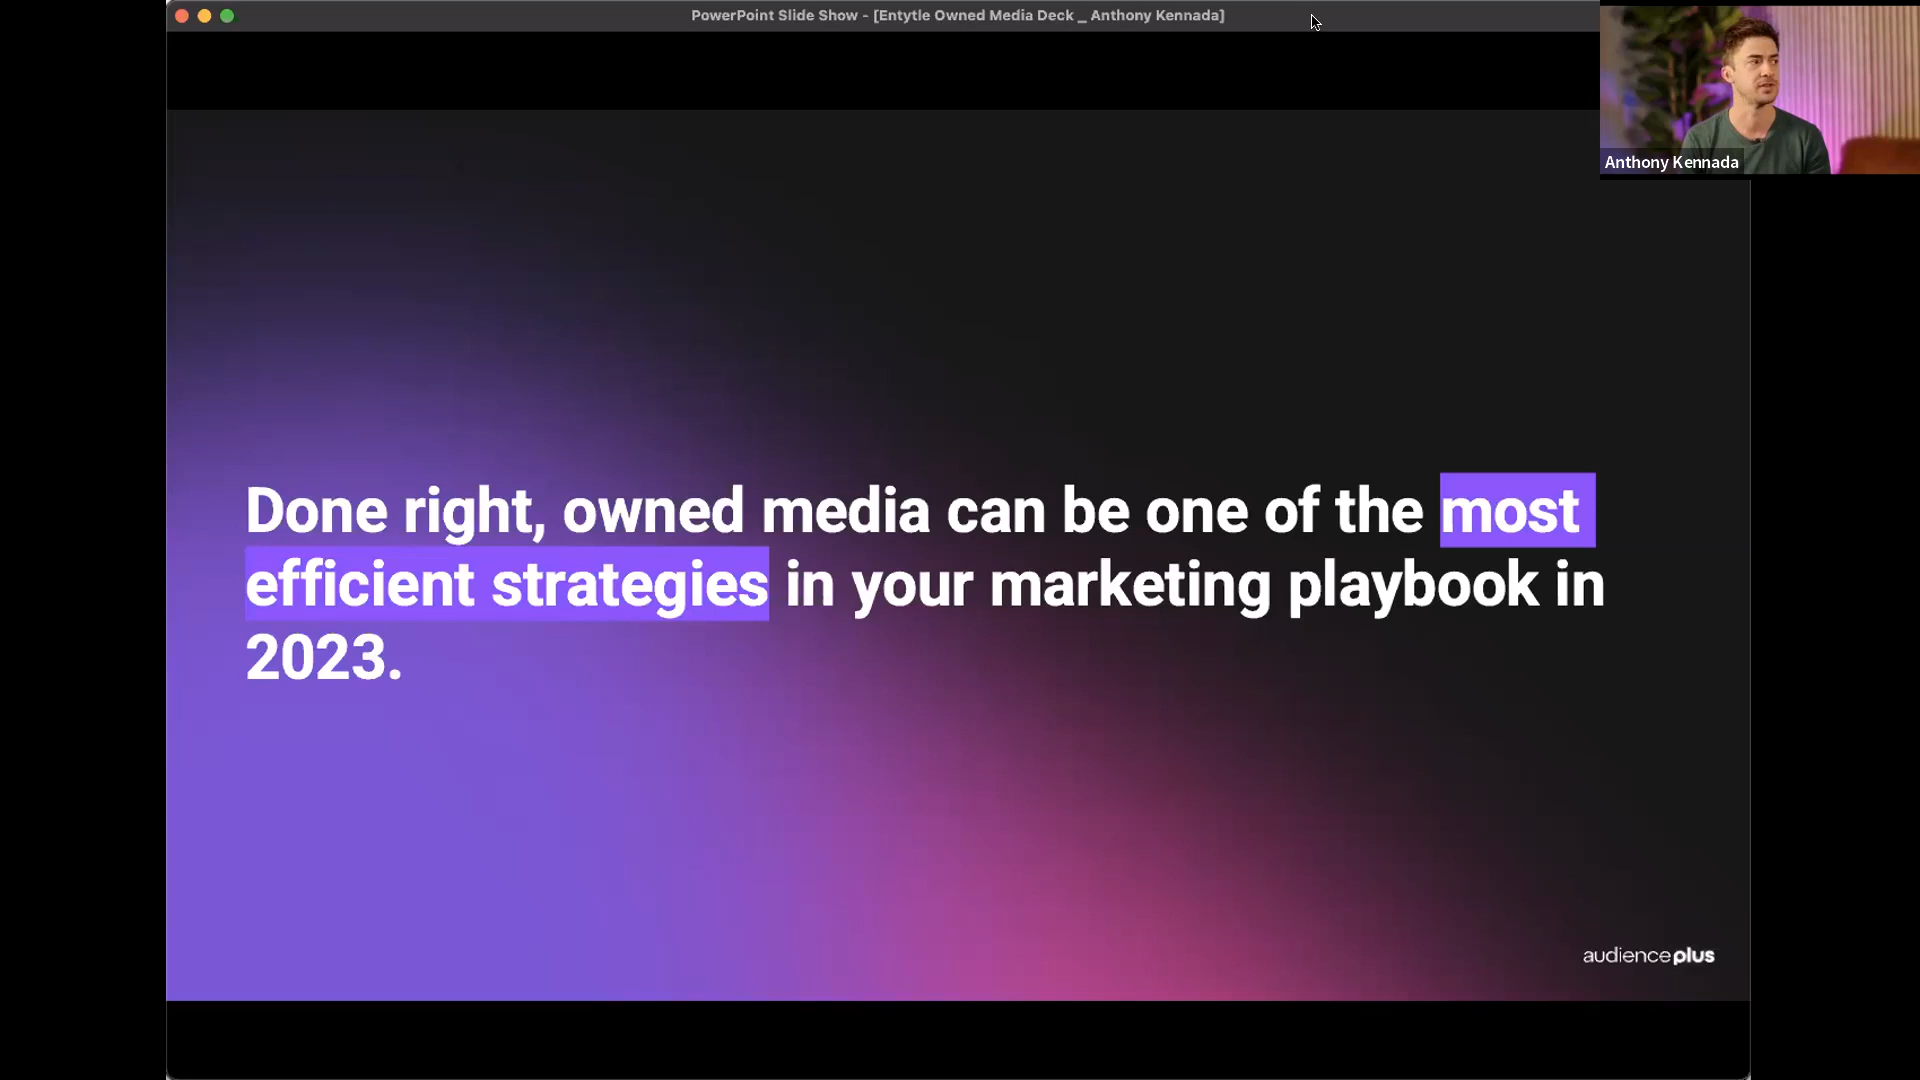 PowerPoint Slide Show - [Entytle Owned Media Deck _ Anthony Kennada]
Anthony Kennada
Done right, owned media can be one of the most
efficient strategies in your marketing playbook in
2023.
audienceplus